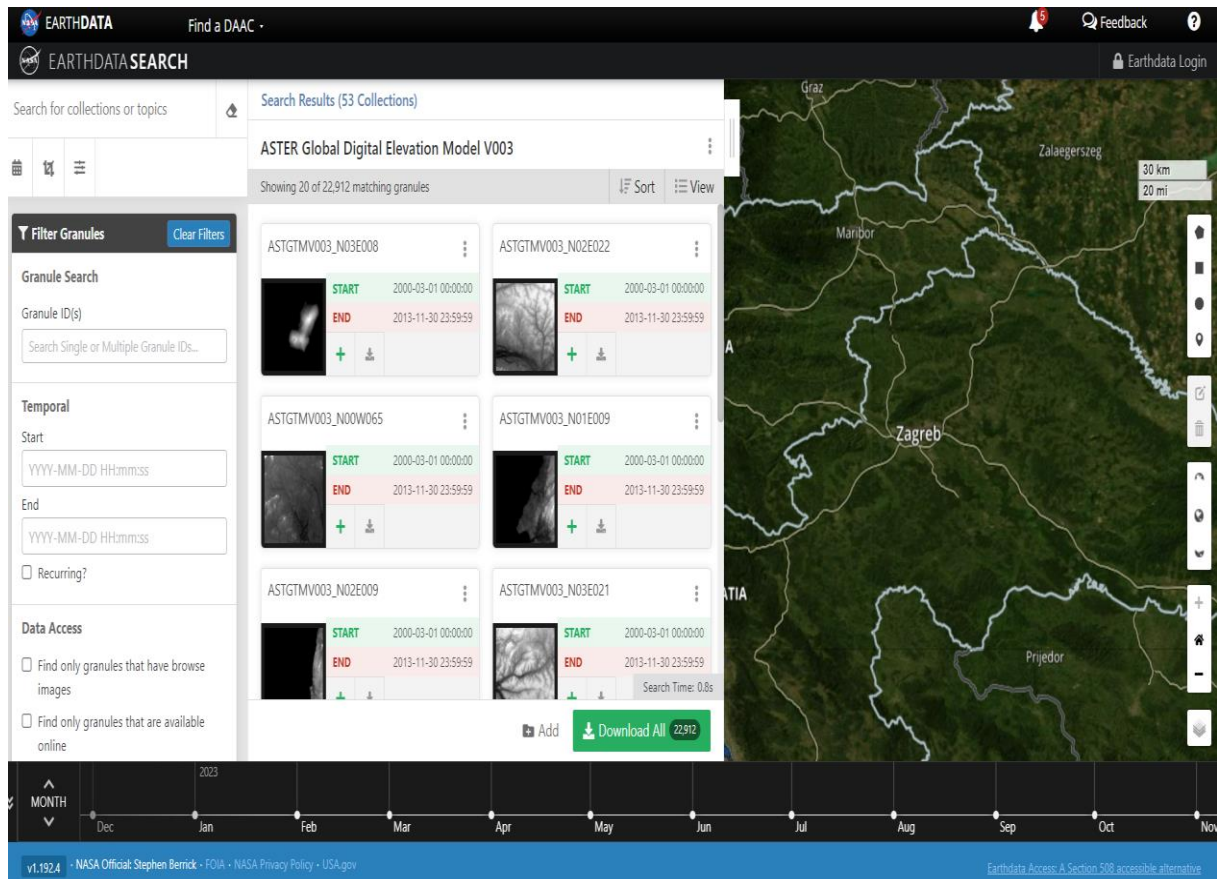 EARTHDATA
Find a DAAC
5
Feedback
?
EARTHDATA SEARCH
Earthdata Login
Search for collections or topics
Filter Granules
Clear Filters
Granule Search
Granule ID(s)
Search Single or Multiple Granule IDs...
Temporal
Start
YYYY-MM-DD HH:mm:ss
End
YYYY-MM-DD HH:mm:ss
Recurring?
Data Access
Find only granules that have browse
images
Find only granules that are available
online
Search Results (53 Collections)
ASTER Global Digital Elevation Model V003
Showing 20 of 22,912 matching granules
Sort
View
ASTGTMV003_N03E008
START 2000-03-01 00:00:00
END 2013-11-30 23:59:59
ASTGTMV003_N02E022
START 2000-03-01 00:00:00
END 2013-11-30 23:59:59
ASTGTMV003_N00W065
START 2000-03-01 00:00:00
END 2013-11-30 23:59:59
ASTGTMV003_N01E009
START 2000-03-01 00:00:00
END 2013-11-30 23:59:59
ASTGTMV003_N02E009
START 2000-03-01 00:00:00
END 2013-11-30 23:59:59
ASTGTMV003_N03E021
START 2000-03-01 00:00:00
END 2013-11-30 23:59:59
Search Time: 0.8s
Add
Download All 22,912
Graz
Zalaegerszeg
30 km
20 mi
Maribor
A
Zagreb
TIA
Prijedor
MONTH
2023
Dec Jan Feb Mar Apr May Jun Jul Aug Sep Oct Nov
v1.192.4 · NASA Official: Stephen Berrick · FOIA · NASA Privacy Policy · USA.gov
Earthdata Access: A Section 508 accessible alternative